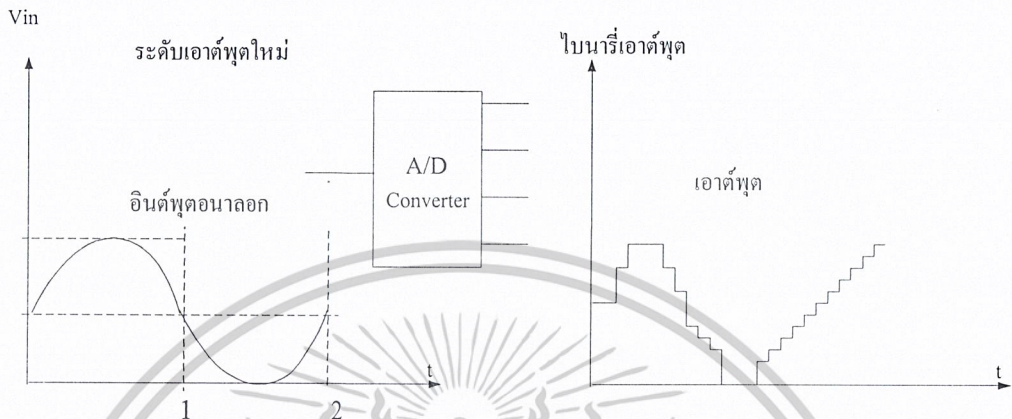 Vin
ระดับเอาต์พุตใหม่
ไบนารี่เอาต์พุต
A/D
Converter
เอาต์พุต
อินต์พุตอนาลอก
t
t
1
2